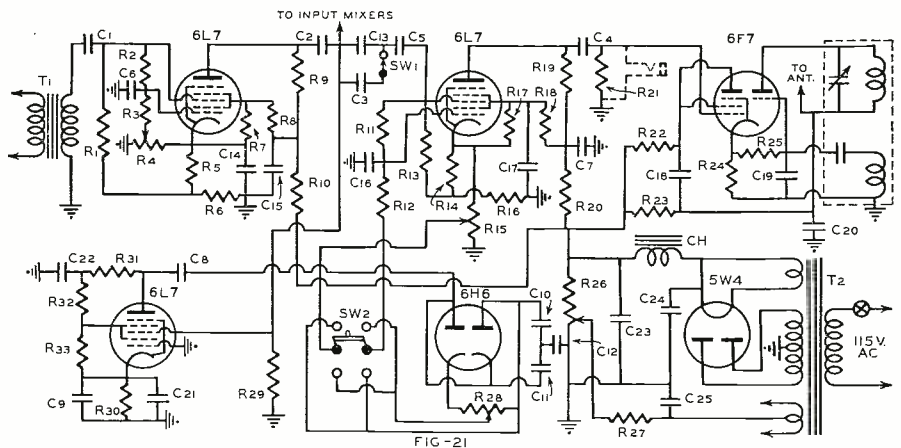 TO INPUT MIXERS
C1
6L7
C2
C13
C5
6L7
C4
6F7
R2
C6
SW1
R9
R19
V
TO
ANT.
T1
C3
R17
R18
R21
R3
R8
R11
R1
R4
R7
R22
C14
R5
C16
R13
C17
C7
R24
R25
C18
C19
R6
C15
R10
R12
R14
R16
R20
R23
R15
C20
CH
C22
R31
C8
5W4
T2
6L7
6H6
R26
R32
SW2
C10
C24
C23
115V.
AC
R33
C12
R29
C11
C9
R30
C21
R28
C25
R27
FIG-21